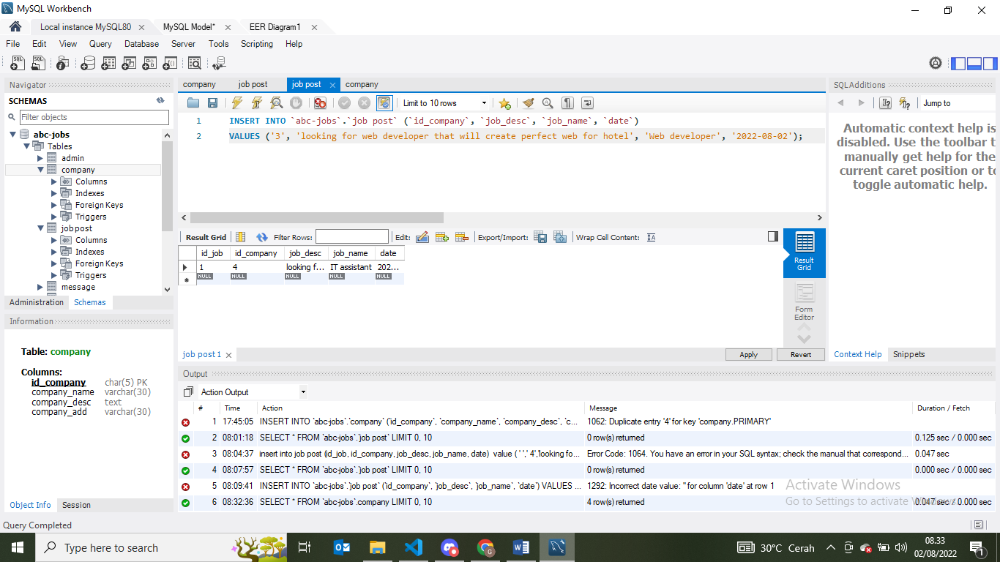 MySQL Workbench
Local instance MySQL80
MySQL Model*
EER Diagram1
File Edit View Query Database Server Tools Scripting Help
Navigator
SCHEMAS
Filter objects
abc-jobs
Tables
admin
company
Columns
Indexes
Foreign Keys
Triggers
job post
Columns
Indexes
Foreign Keys
Triggers
message
Administration Schemas
Information
Table: company
Columns:
id_company char(5) PK
company_name varchar(30)
company_desc text
company_add varchar(30)
Object Info Session
company job post job post company
Limit to 10 rows
1 INSERT INTO `abc-jobs`.`job post` (`id_company`, `job_desc`, `job_name`, `date`)
2 VALUES ('3', 'looking for web developer that will create perfect web for hotel', 'Web developer', '2022-08-02');
Result Grid Filter Rows: Edit: Export/Import: Wrap Cell Content:
id_job id_company job_desc job_name date
1 4 looking f... IT assistant 202...
NULL NULL NULL NULL NULL
Result
Grid
Form
Editor
job post 1
Apply Revert
SQLAdditions
Jump to
Automatic context help is
disabled. Use the toolbar t
manually get help for the
current caret position or to
toggle automatic help.
Context Help Snippets
Output
Action Output
# Time Action Message Duration / Fetch
1 17:45:05 INSERT INTO `abc-jobs`.`company` (`id_company`, `company_name`, `company_desc`, `c... 1062: Duplicate entry '4' for key 'company.PRIMARY'
2 08:01:18 SELECT * FROM `abc-jobs`.`job post` LIMIT 0, 10 0 row(s) returned 0.125 sec / 0.000 sec
3 08:04:37 insert into job post (id_job, id_company, job_desc, job_name, date) value ( ' ',' 4','looking fo... Error Code: 1064. You have an error in your SQL syntax; check the manual that correspond... 0.047 sec
4 08:07:57 SELECT * FROM `abc-jobs`.`job post` LIMIT 0, 10 0 row(s) returned 0.000 sec / 0.000 sec
5 08:09:41 INSERT INTO `abc-jobs`.`job post` (`id_company`, `job_desc`, `job_name`, `date`) VALUES ... 1292: Incorrect date value: '' for column 'date' at row 1
6 08:32:36 SELECT * FROM `abc-jobs`.company LIMIT 0, 10 4 row(s) returned 0.047 sec / 0.000 sec
Activate Windows
Go to Settings to activate Windows.
Query Completed
Type here to search
30°C Cerah
08.33
02/08/2022
1